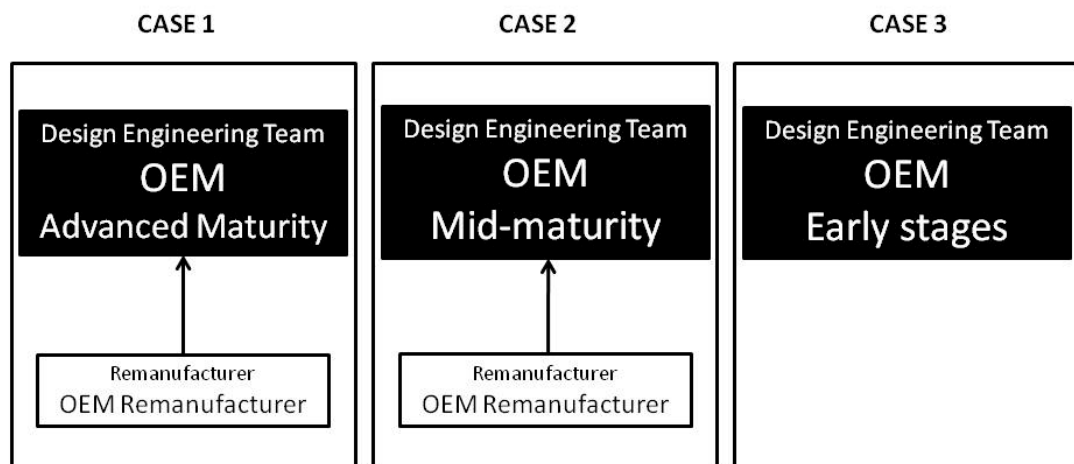 CASE 1
CASE 2
CASE 3
Design Engineering Team
OEM
Advanced Maturity
Remanufacturer
OEM Remanufacturer
Design Engineering Team
OEM
Mid-maturity
Remanufacturer
OEM Remanufacturer
Design Engineering Team
OEM
Early stages